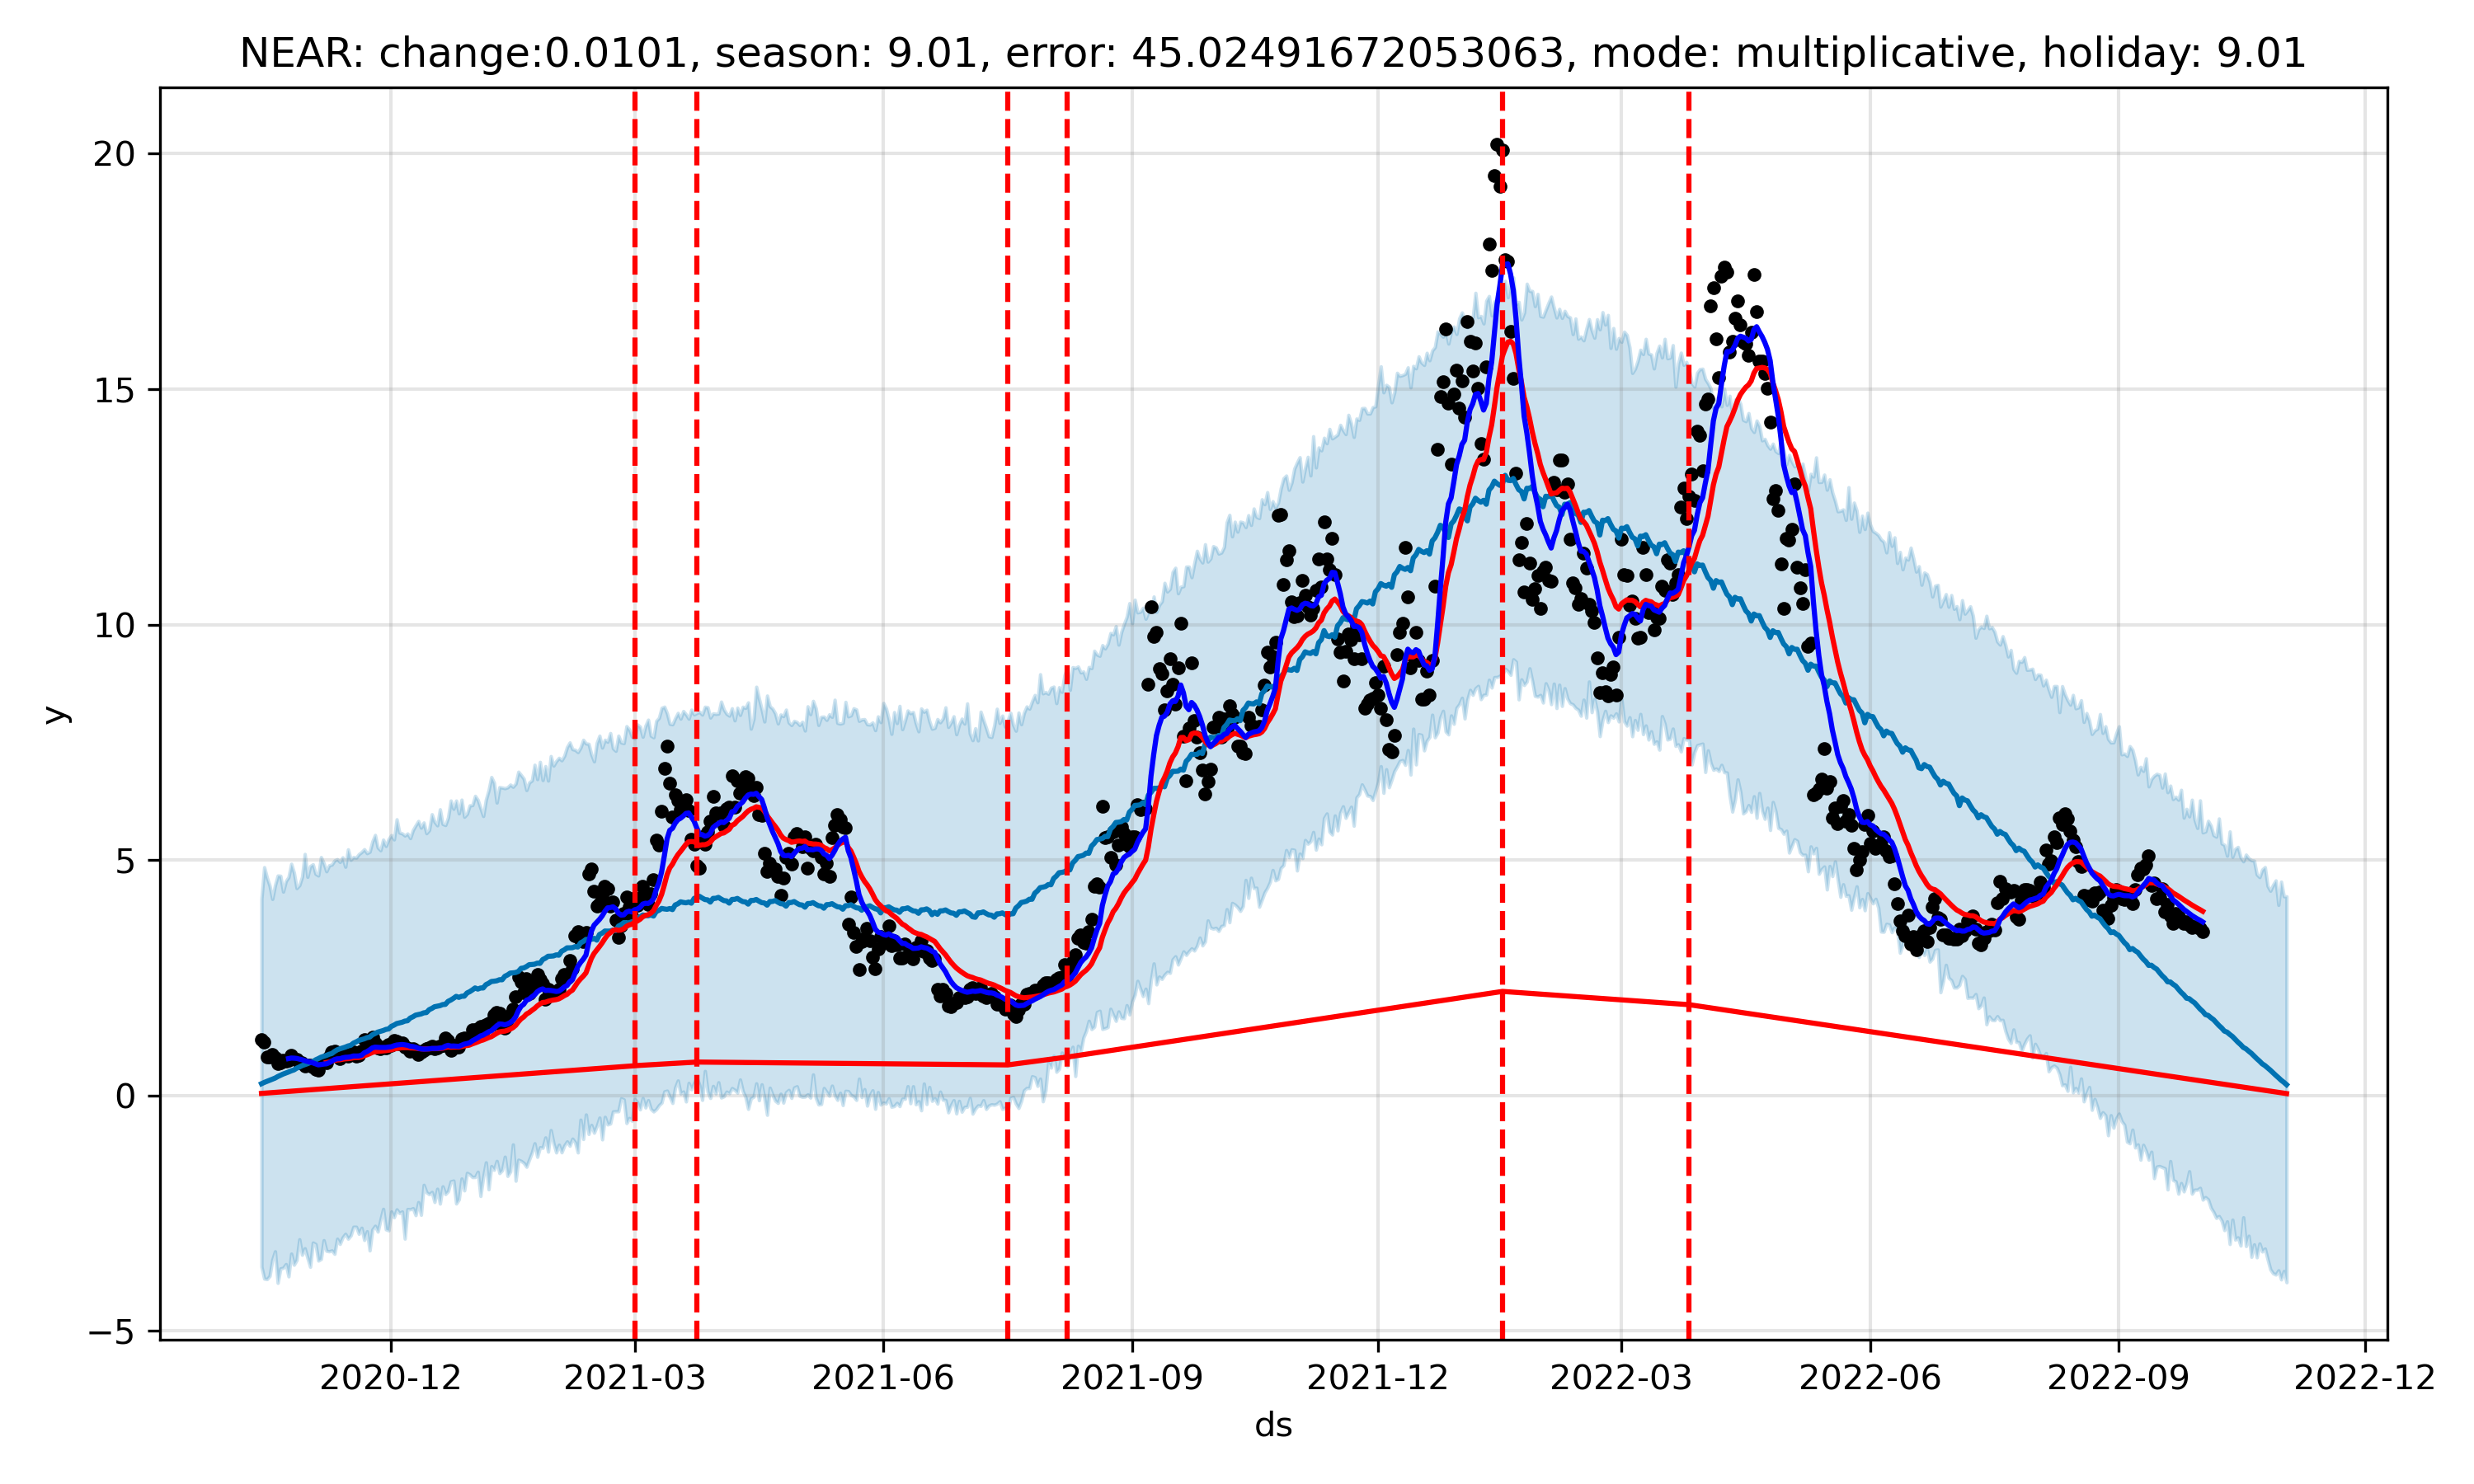 NEAR: change:0.0101, season: 9.01, error: 45.02491672053063, mode: multiplicative, holiday: 9.01
20
15
10
5
0
−5
y
2020-12 2021-03 2021-06 2021-09 2021-12 2022-03 2022-06 2022-09 2022-12
ds